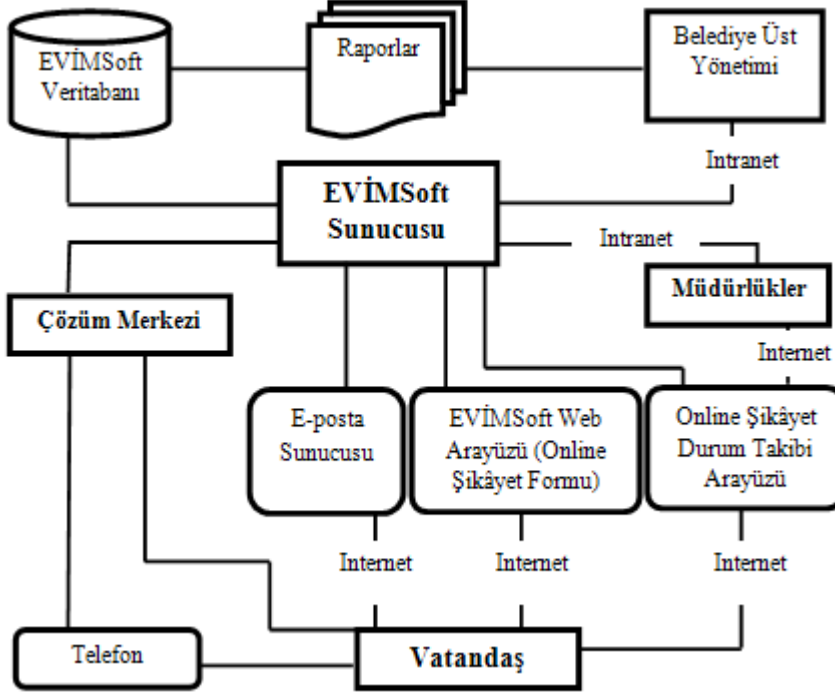 EVİMSoft
Veritabanı
Raporlar
Belediye Üst
Yönetimi
Intranet
EVİMSoft
Sunucusu
Intranet
Müdürlükler
Çözüm Merkezi
Internet
E-posta
Sunucusu
EVİMSoft Web
Arayüzü (Online
Şikâyet Formu)
Online Şikâyet
Durum Takibi
Arayüzü
Internet
Internet
Internet
Telefon
Vatandaş